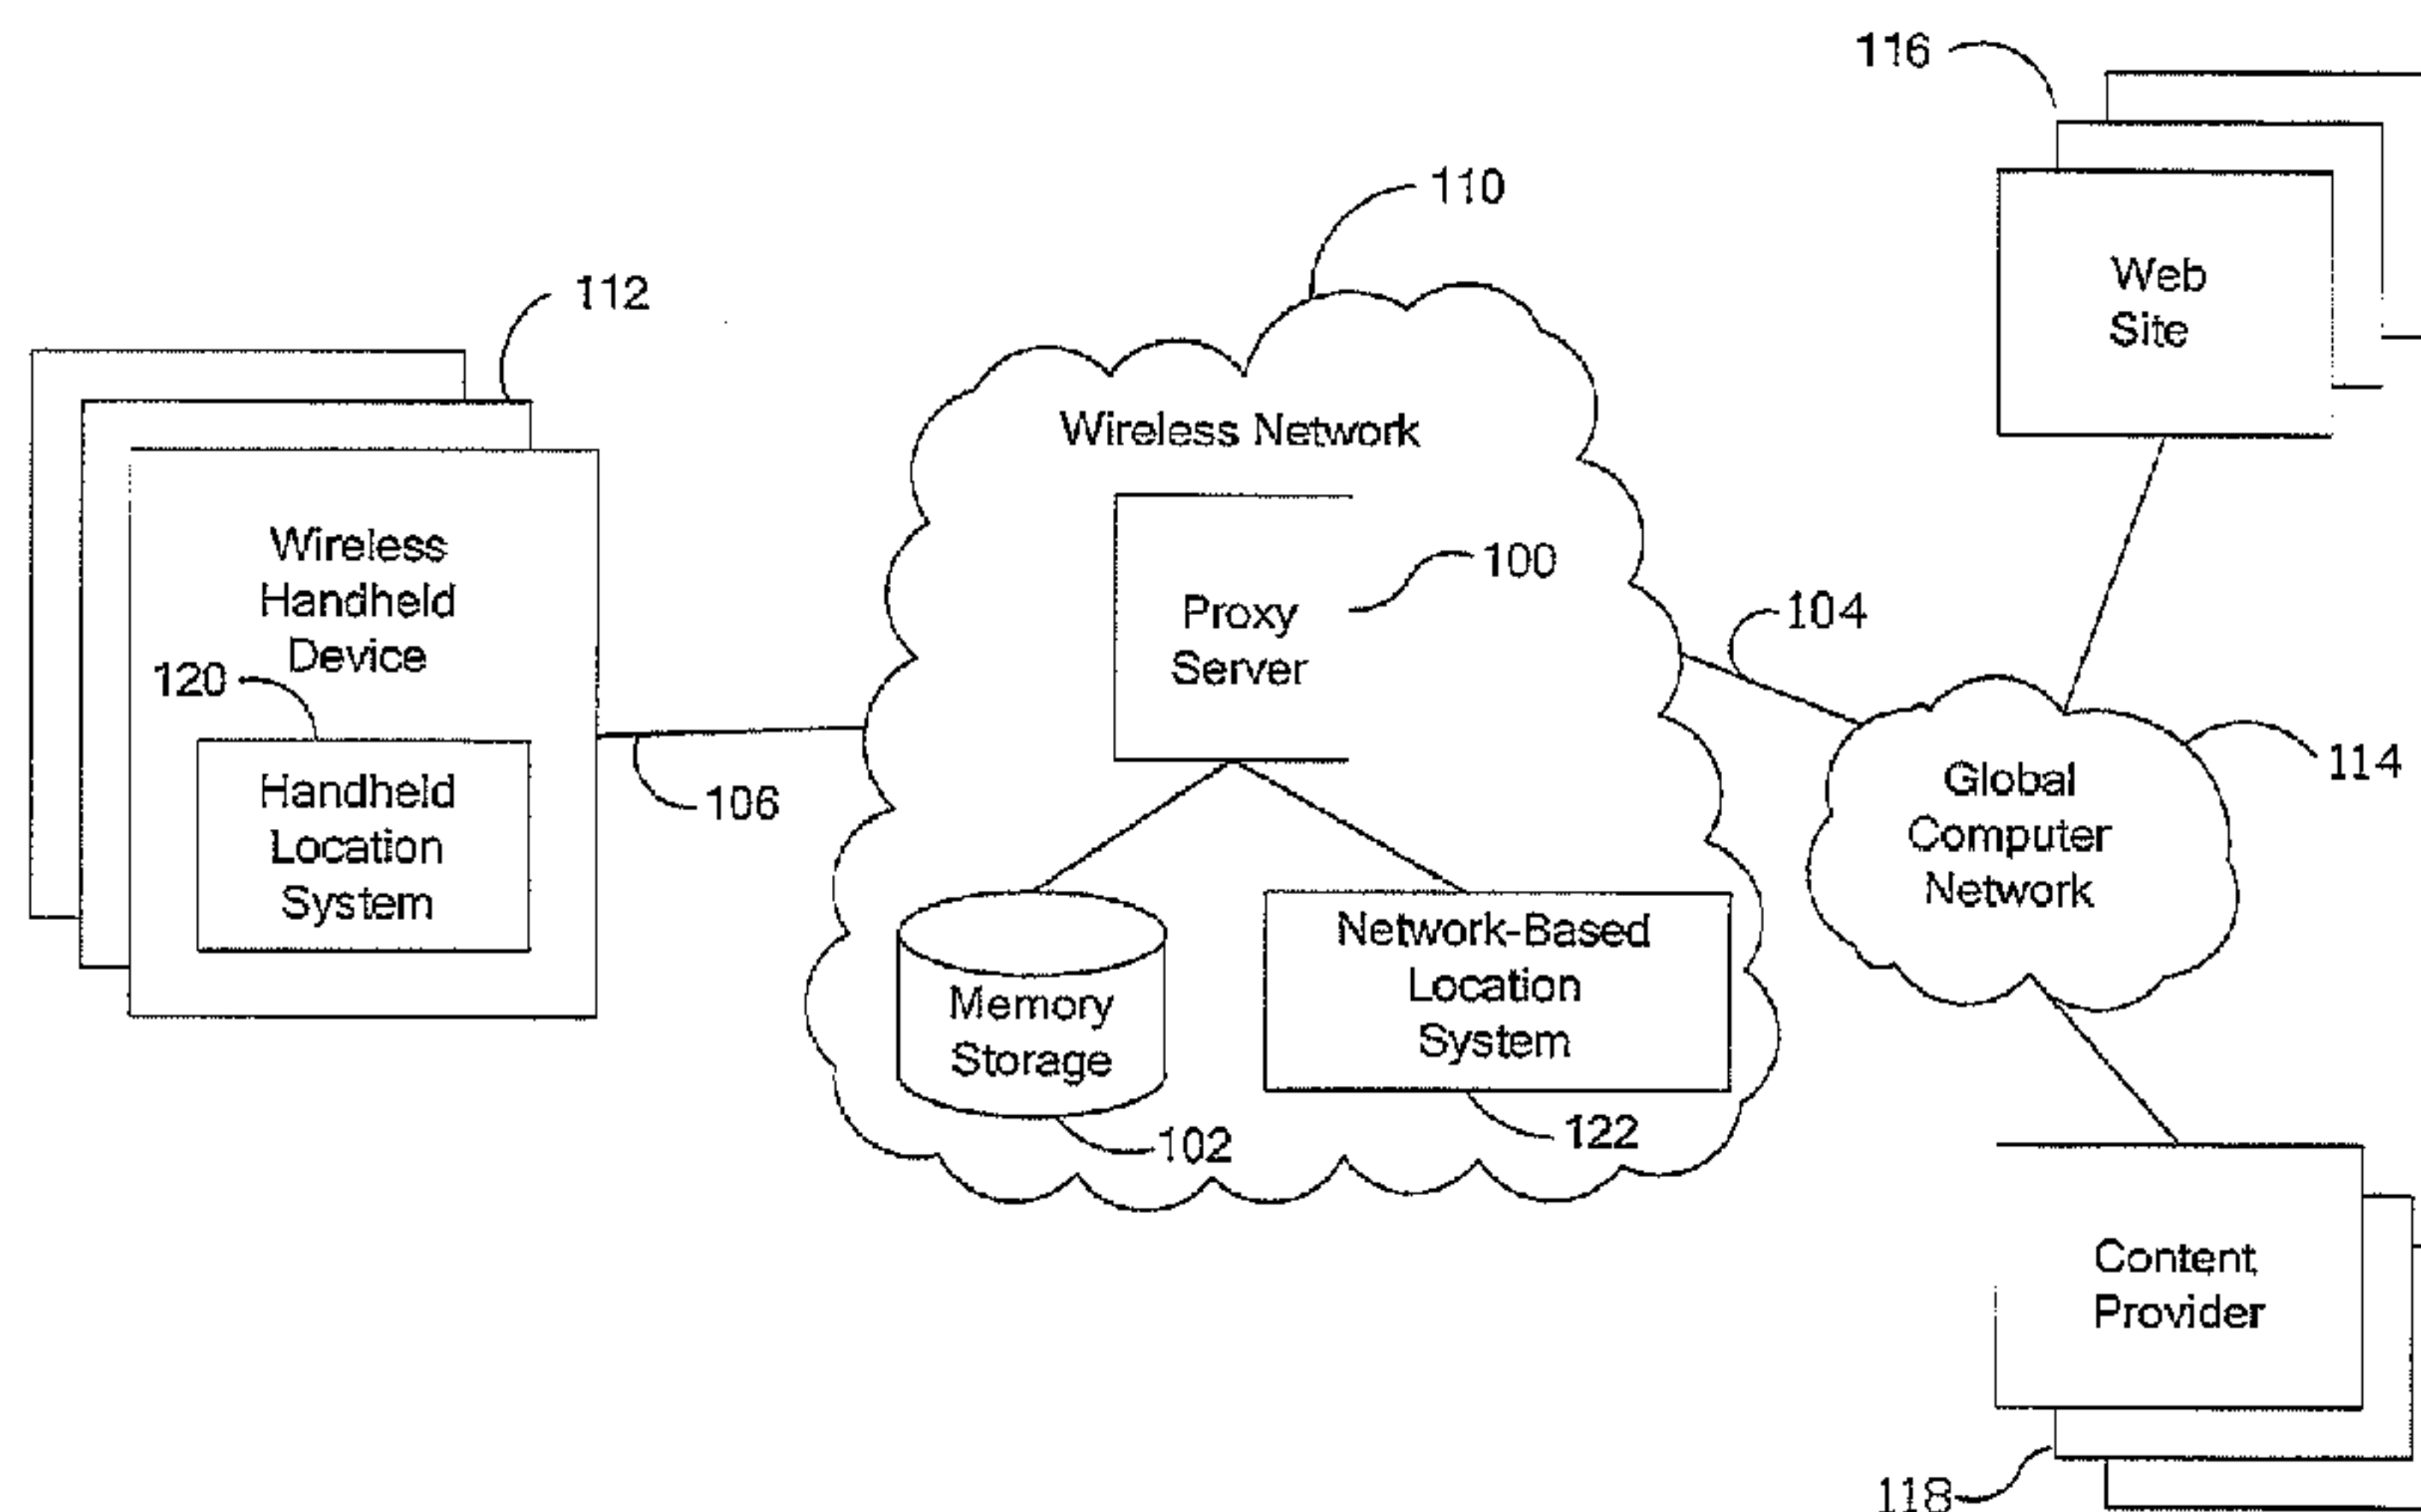 116
110
112
Web
Site
Wireless Network
Wireless
Handheld
Device
100
Proxy
Server
104
120
Handheld
Location
System
106
114
Global
Computer
Network
Network-Based
Location
System
Memory
Storage
122
102
Content
Provider
118